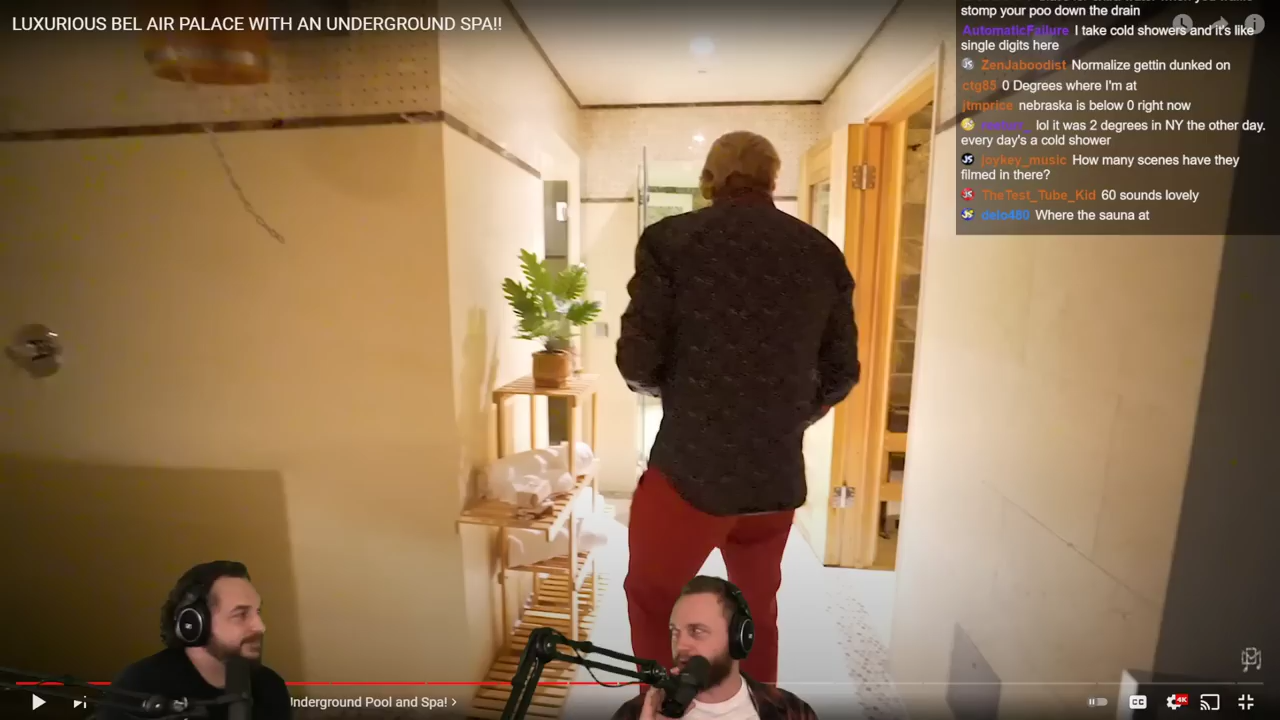 LUXURIOUS BEL AIR PALACE WITH AN UNDERGROUND SPA!!
stomp your poo down the drain
AutomaticFailure I take cold showers and it's like
single digits here
ZenJaboodist Normalize gettin dunked on
ctg85 0 Degrees where I'm at
jtmprice nebraska is below 0 right now
lol it was 2 degrees in NY the other day.
every day's a cold shower
joykey_music How many scenes have they
filmed in there?
TheTest_Tube_Kid 60 sounds lovely
delo480 Where the sauna at
Underground Pool and Spa!
CC
4K